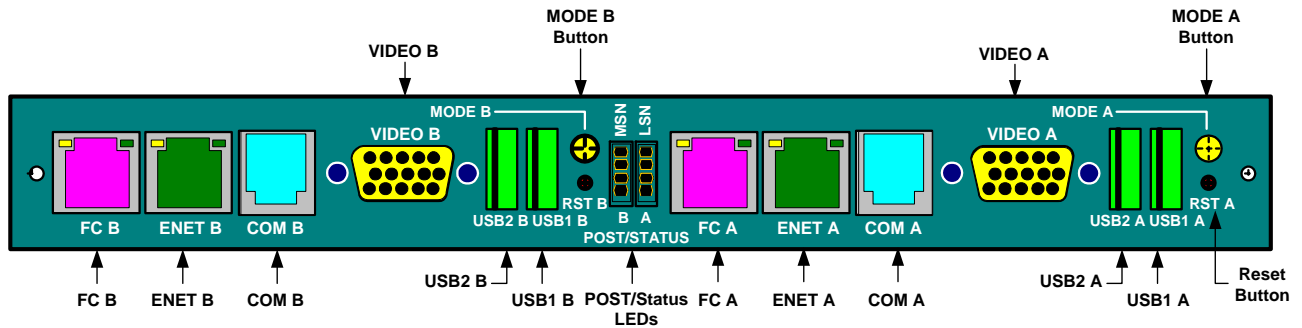 MODE B
Button
MODE A
Button
VIDEO B
VIDEO A
MODE B
MSN
LSN
MODE A
VIDEO B
VIDEO A
FC B
ENET B
COM B
USB2 B
USB1 B
RST B
B
A
POST/STATUS
FC A
ENET A
COM A
USB2 A
USB1 A
RST A
FC B
ENET B
COM B
USB2 B
USB1 B
POST/Status
LEDs
FC A
ENET A
COM A
USB2 A
USB1 A
Reset
Button